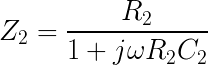 Z_2 = \frac{R_2}{1 + j\omega R_2 C_2}